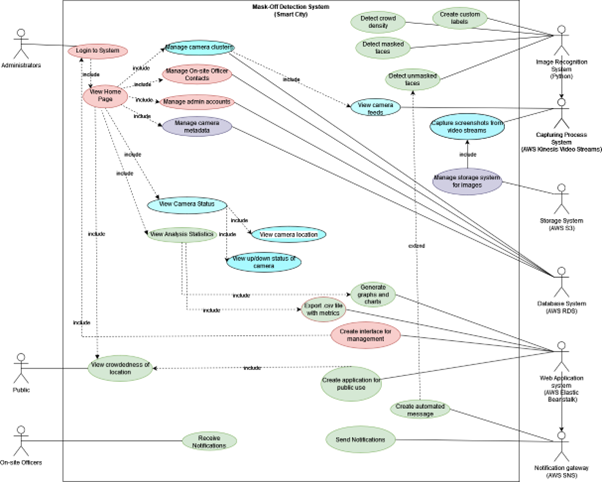 Mask-Off Detection System
(Smart City)
Administrators
Login to System
include
View Home
Page
include
Manage camera clusters
include
Manage On-site Officer
Contacts
include
Manage admin accounts
include
Manage camera
metadata
include
include
Detect crowd
density
Create custom
labels
Detect masked
faces
Detect unmasked
faces
Image Recognition
System
(Python)
include
View camera
feeds
Capture screenshots from
video streams
Capturing Process
System
(AWS Kinesis Video Streams)
include
Manage storage system
for images
Storage System
(AWS S3)
View Camera Status
include
View camera location
View Analysis Statistics
include
View up/down status of
camera
extend
Database System
(AWS RDS)
Generate
graphs and
charts
include
Export .csv file
with metrics
include
include
Create interface for
management
Web Application
system
(AWS Elastic
Beanstalk)
Public
View crowdedness of
location
include
Create application for
public use
Create automated
message
On-site Officers
Receive
Notifications
Send Notifications
Notification gateway
(AWS SNS)